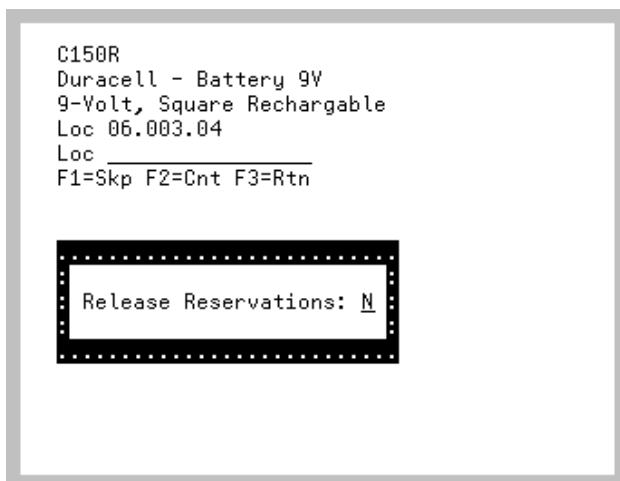 C150R
Duracell - Battery 9V
9-Volt, Square Rechargable
Loc 06.003.04
Loc _________________
F1=Skp F2=Cnt F3=Rtn
Release Reservations: N